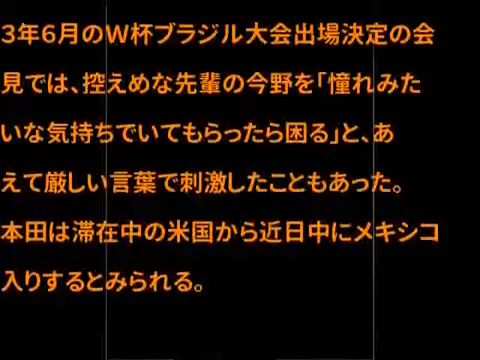 ３年６月のＷ杯ブラジル大会出場決定の会
見では、控えめな先輩の今野を「憧れみた
いな気持ちでいてもらったら困る」と、あ
えて厳しい言葉で刺激したこともあった。
本田は滞在中の米国から近日中にメキシコ
入りするとみられる。